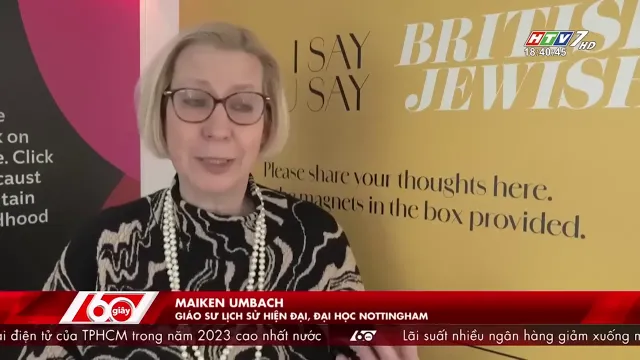 HTV7 HD
18:40:45
I SAY
U SAY
BRITISH
JEWISH
k on
e. Click
caust
tain
dhood
Please share your thoughts here.
magnets in the box provided.
60 giây
MAIKEN UMBACH
GIÁO SƯ LỊCH SỬ HIỆN ĐẠI, ĐẠI HỌC NOTTINGHAM
ại điện tử của TPHCM trong năm 2023 cao nhất nước 60 giây Lãi suất nhiều ngân hàng giảm xuống m